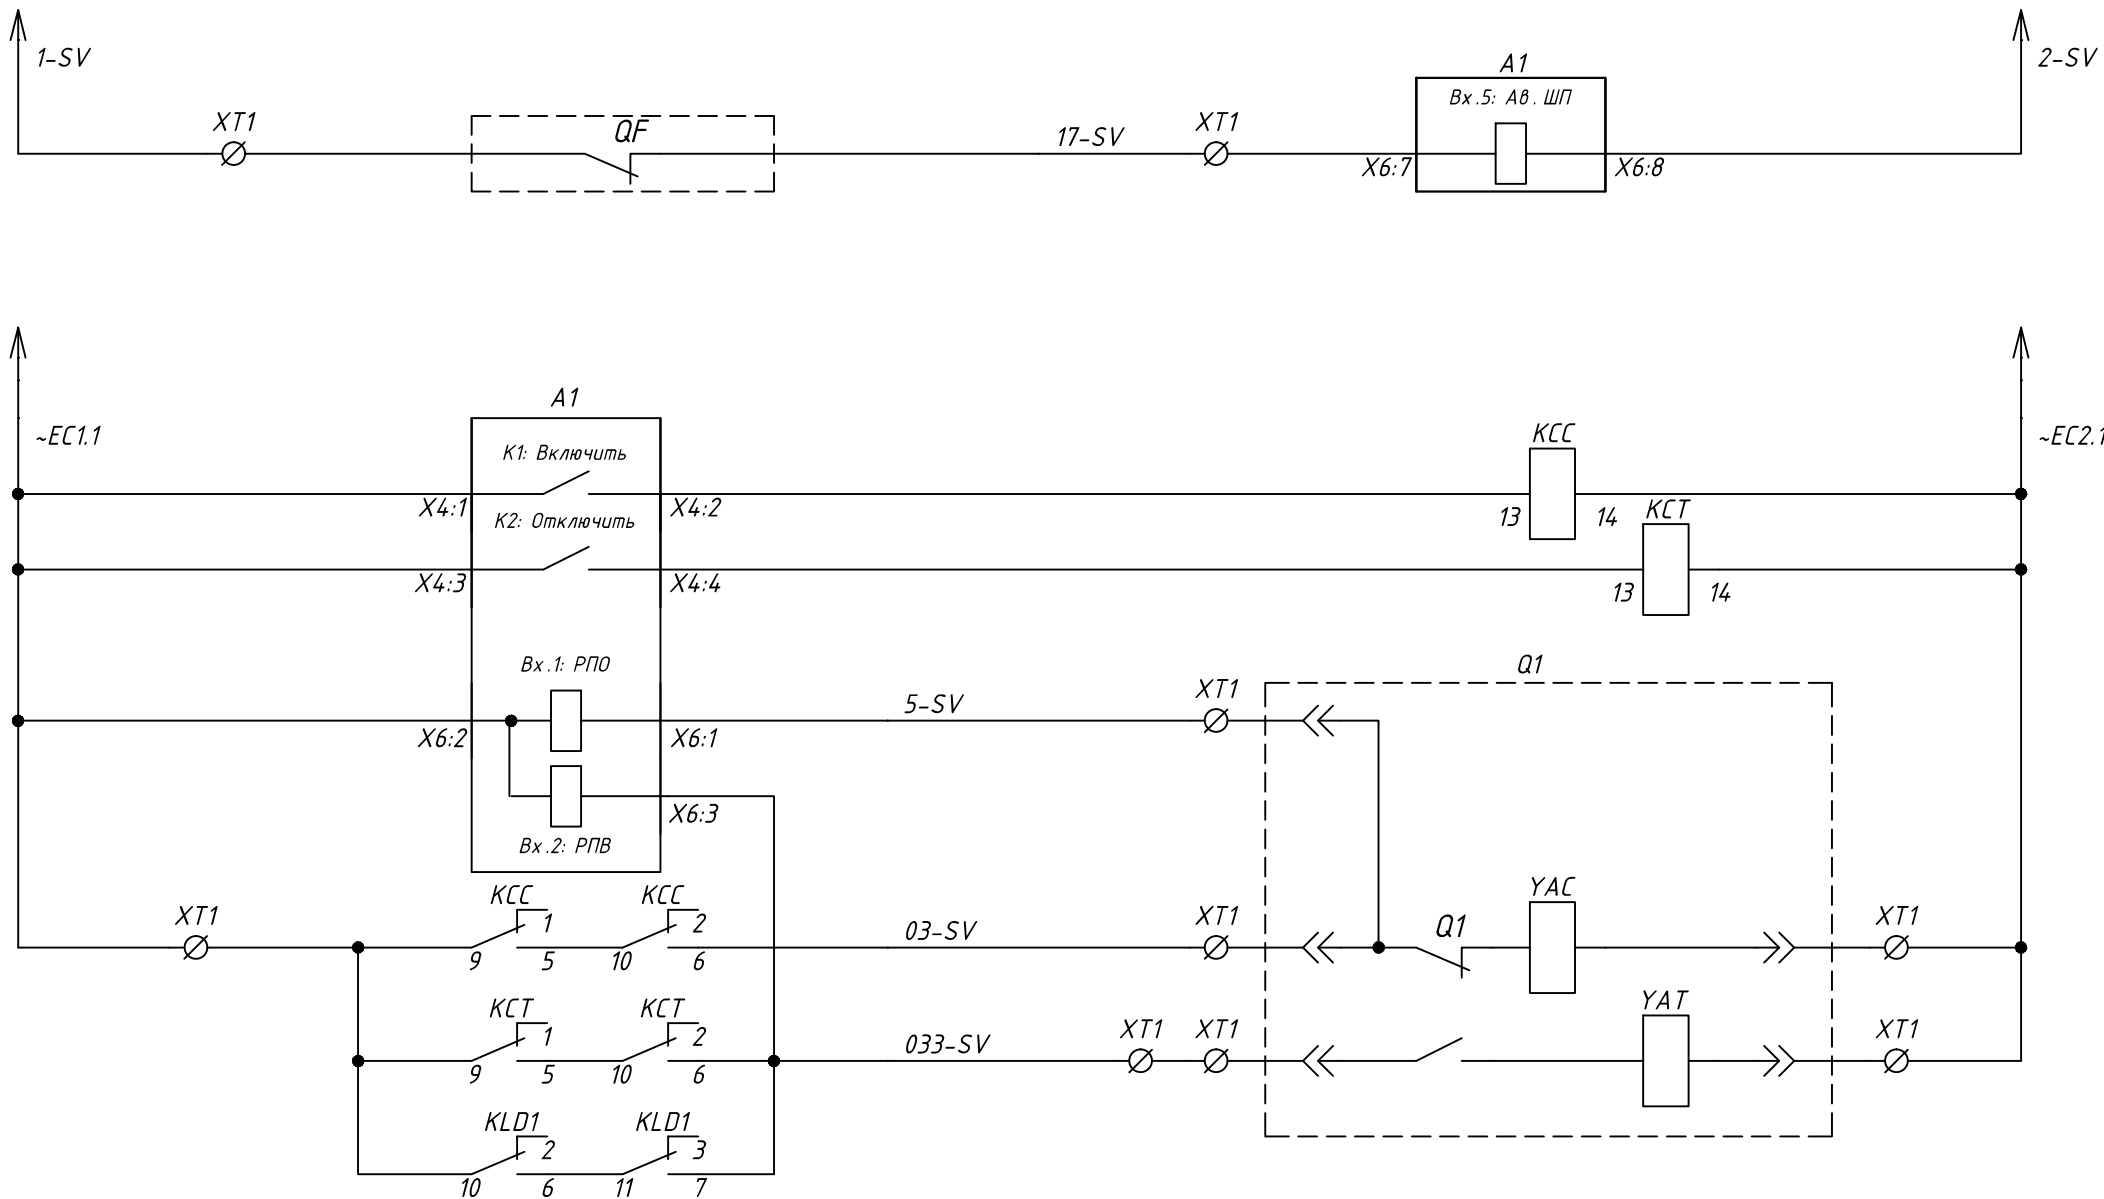 1-SV
2-SV
A1
Вх.5: Ав. ШП
XT1
QF
17-SV
XT1
X6:7
X6:8
A1
~EC1.1
~EC2.1
K1: Включить
KCC
X4:1
X4:2
13
14
K2: Отключить
KCT
X4:3
X4:4
13
14
Вх.1: РПО
Q1
5-SV
XT1
X6:2
X6:1
X6:3
Вх.2: РПВ
XT1
KCC
1
KCC
2
03-SV
XT1
Q1
YAC
XT1
9
5
10
6
KCT
1
KCT
2
033-SV
XT1
XT1
YAT
XT1
9
5
10
6
KLD1
2
KLD1
3
10
6
11
7